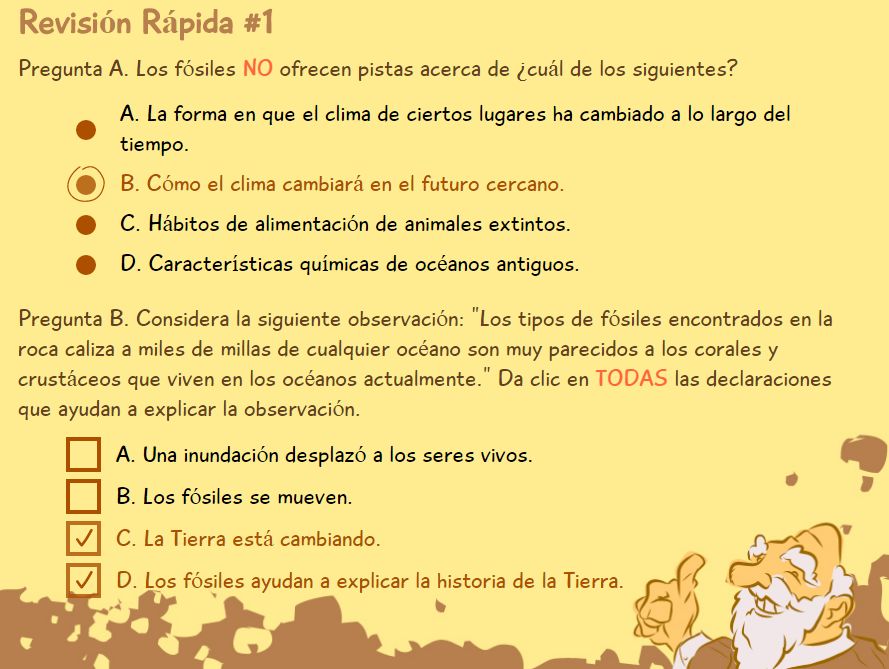 Revisión Rápida #1
Pregunta A. Los fósiles NO ofrecen pistas acerca de ¿cuál de los siguientes?
A. La forma en que el clima de ciertos lugares ha cambiado a lo largo del
tiempo.
B. Cómo el clima cambiará en el futuro cercano.
C. Hábitos de alimentación de animales extintos.
D. Características químicas de océanos antiguos.
Pregunta B. Considera la siguiente observación: "Los tipos de fósiles encontrados en la
roca caliza a miles de millas de cualquier océano son muy parecidos a los corales y
crustáceos que viven en los océanos actualmente." Da clic en TODAS las declaraciones
que ayudan a explicar la observación.
A. Una inundación desplazó a los seres vivos.
B. Los fósiles se mueven.
C. La Tierra está cambiando.
D. Los fósiles ayudan a explicar la historia de la Tierra.